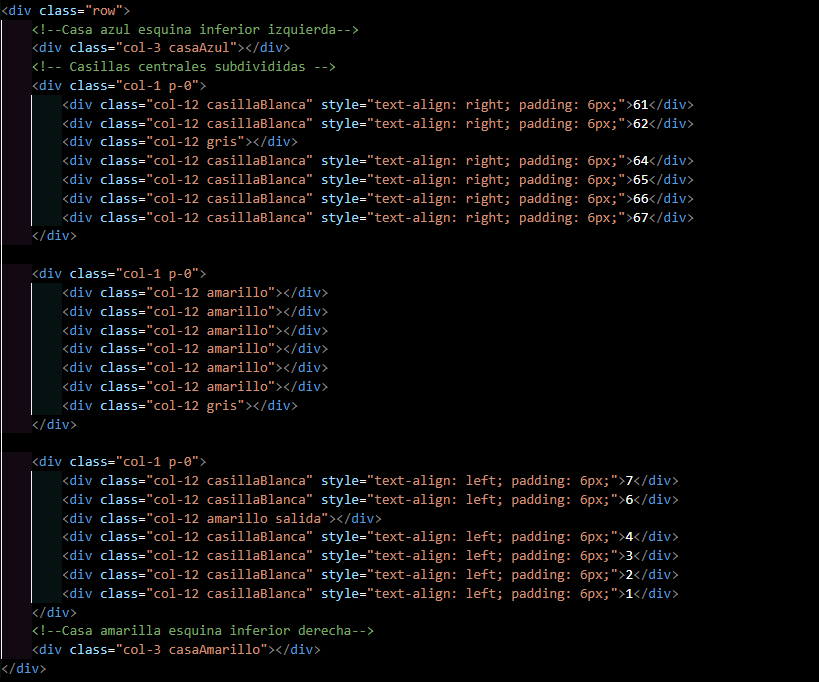 <div class="row">
<!--Casa azul esquina inferior izquierda-->
<div class="col-3 casaAzul"></div>
<!-- Casillas centrales subdivididas -->
<div class="col-1 p-0">
<div class="col-12 casillaBlanca" style="text-align: right; padding: 6px;">61</div>
<div class="col-12 casillaBlanca" style="text-align: right; padding: 6px;">62</div>
<div class="col-12 gris"></div>
<div class="col-12 casillaBlanca" style="text-align: right; padding: 6px;">64</div>
<div class="col-12 casillaBlanca" style="text-align: right; padding: 6px;">65</div>
<div class="col-12 casillaBlanca" style="text-align: right; padding: 6px;">66</div>
<div class="col-12 casillaBlanca" style="text-align: right; padding: 6px;">67</div>
</div>
<div class="col-1 p-0">
<div class="col-12 amarillo"></div>
<div class="col-12 amarillo"></div>
<div class="col-12 amarillo"></div>
<div class="col-12 amarillo"></div>
<div class="col-12 amarillo"></div>
<div class="col-12 amarillo"></div>
<div class="col-12 gris"></div>
</div>
<div class="col-1 p-0">
<div class="col-12 casillaBlanca" style="text-align: left; padding: 6px;">7</div>
<div class="col-12 casillaBlanca" style="text-align: left; padding: 6px;">6</div>
<div class="col-12 amarillo salida"></div>
<div class="col-12 casillaBlanca" style="text-align: left; padding: 6px;">4</div>
<div class="col-12 casillaBlanca" style="text-align: left; padding: 6px;">3</div>
<div class="col-12 casillaBlanca" style="text-align: left; padding: 6px;">2</div>
<div class="col-12 casillaBlanca" style="text-align: left; padding: 6px;">1</div>
</div>
<!--Casa amarilla esquina inferior derecha-->
<div class="col-3 casaAmarillo"></div>
</div>